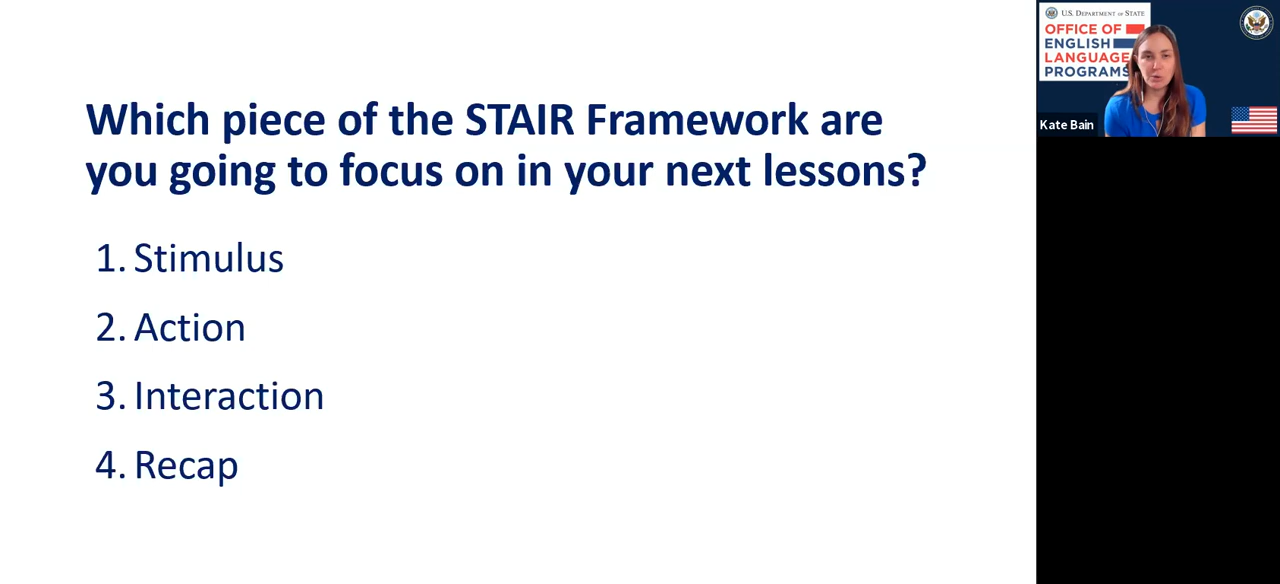 Which piece of the STAIR Framework are
you going to focus on in your next lessons?
1. Stimulus
2. Action
3. Interaction
4. Recap
U.S. DEPARTMENT OF STATE
OFFICE OF
ENGLISH
LANGUAGE
PROGRAMS
Kate Bain